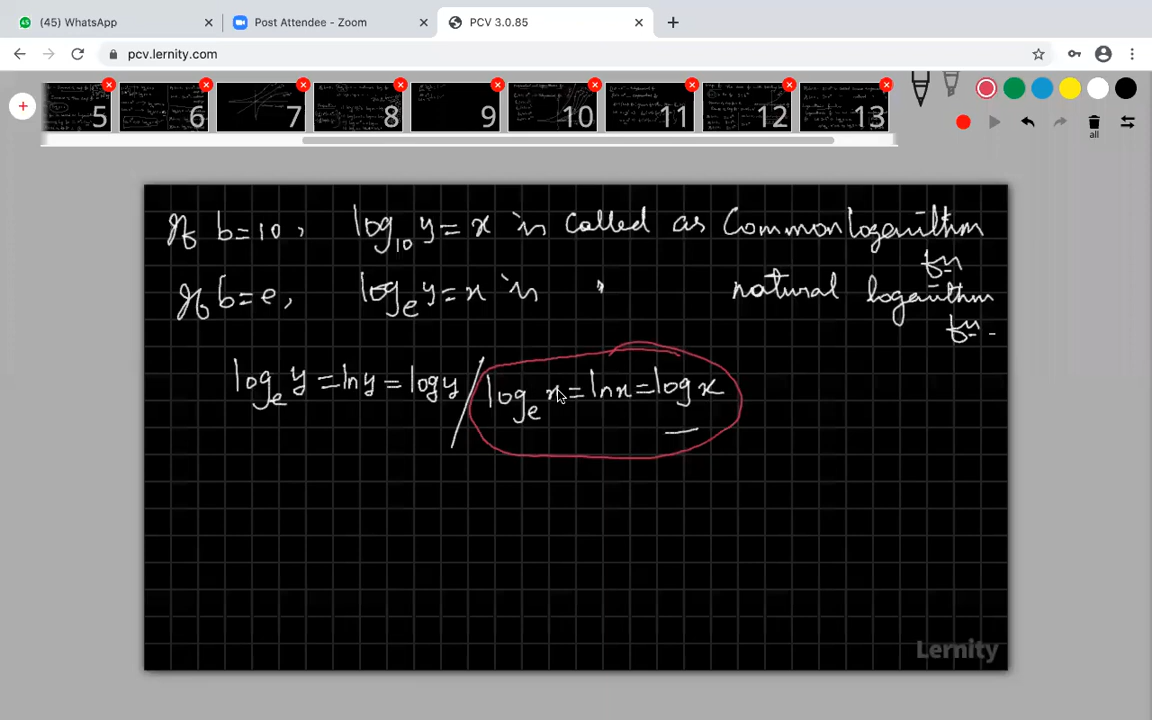 (45) WhatsApp
Post Attendee - Zoom
PCV 3.0.85
pcv.lernity.com
5 6 7 8 9 10 11 12 13
all
If b=10, log₁₀ y = x is called as Common logarithm
fn
If b=e, logₑ y = x is " natural logarithm
fn -
logₑ y = ln y = log y / logₑ x = ln x = log x
Lernity